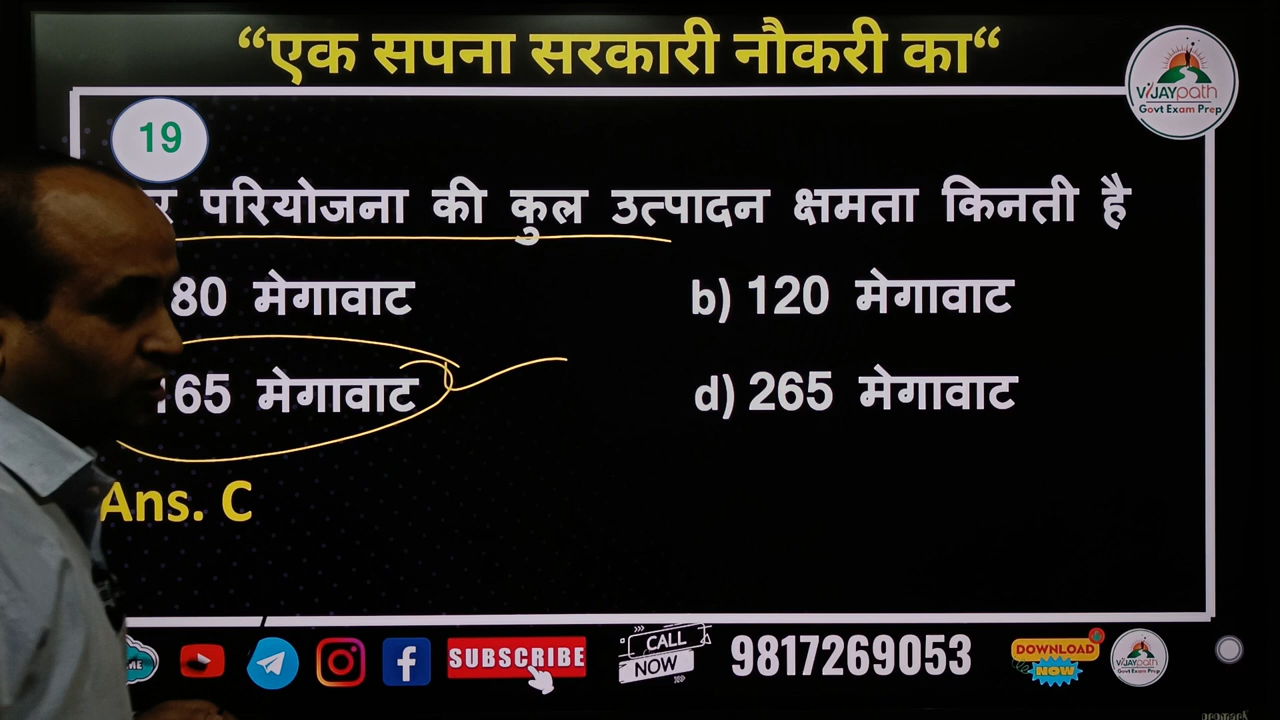 “एक सपना सरकारी नौकरी का“
VIJAYpath
Govt Exam Prep
19
परियोजना की कुल उत्पादन क्षमता किनती है
80 मेगावाट
b) 120 मेगावाट
165 मेगावाट
d) 265 मेगावाट
Ans. C
SUBSCRIBE
CALL
NOW
9817269053
DOWNLOAD
NOW
VIJAYpath
Govt Exam Prep